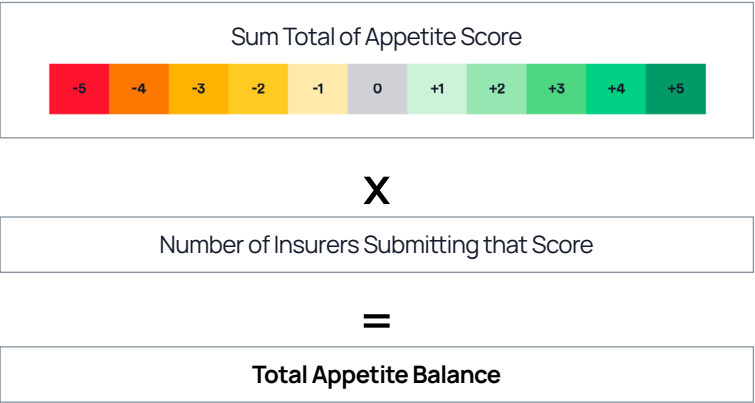 Sum Total of Appetite Score
-5 -4 -3 -2 -1 0 +1 +2 +3 +4 +5
X
Number of Insurers Submitting that Score
=
Total Appetite Balance